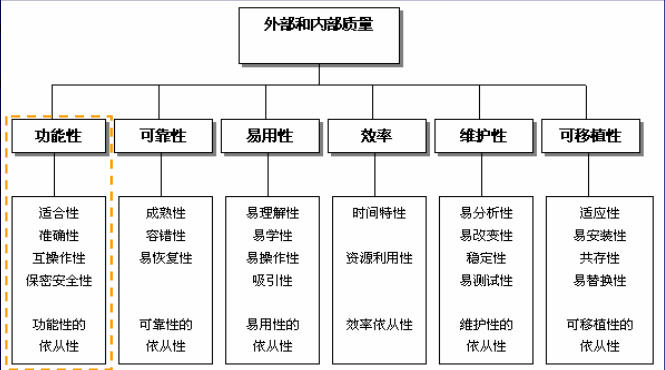 外部和内部质量
功能性
可靠性
易用性
效率
维护性
可移植性
适合性
准确性
互操作性
保密安全性
功能性的
依从性
成熟性
容错性
易恢复性
可靠性的
依从性
易理解性
易学性
易操作性
吸引性
易用性的
依从性
时间特性
资源利用性
效率依从性
易分析性
易改变性
稳定性
易测试性
维护性的
依从性
适应性
易安装性
共存性
易替换性
可移植性的
依从性